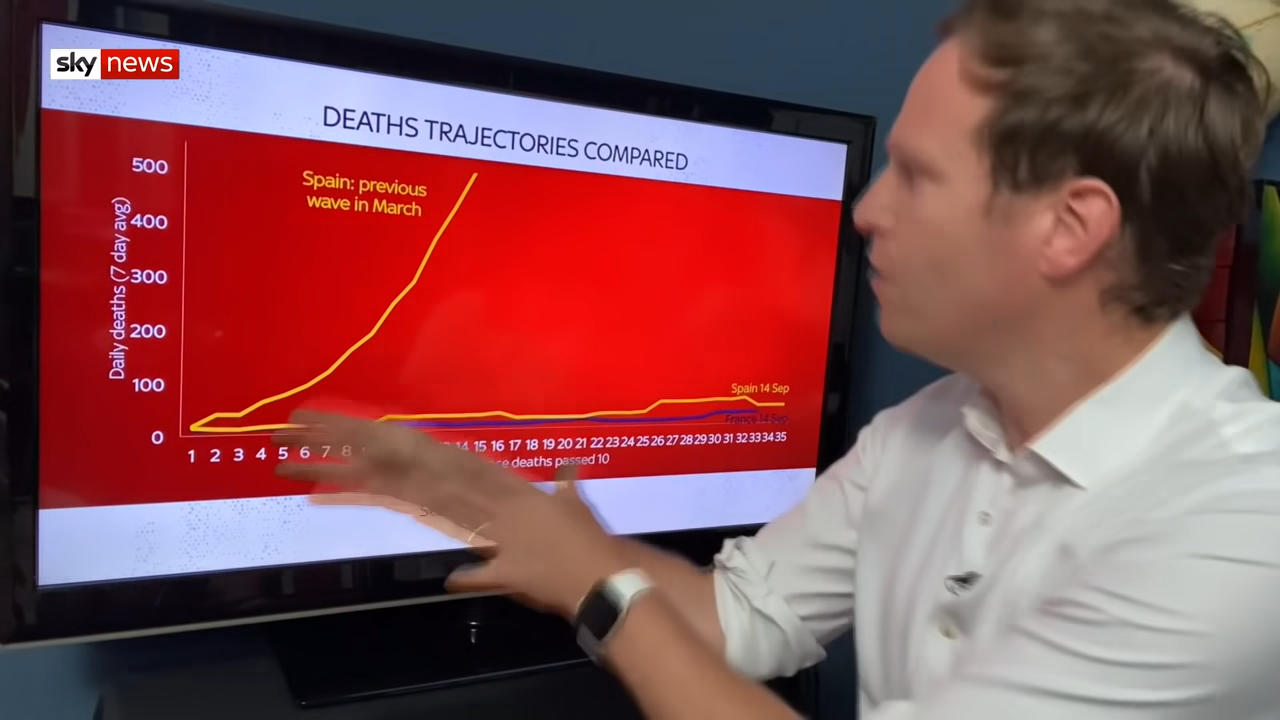 sky news
DEATHS TRAJECTORIES COMPARED
Spain: previous
wave in March
Daily deaths (7 day avg)
500
400
300
200
100
0
Spain 14 Sep
France 14 Sep
1 2 3 4 5 6 7 8 14 15 16 17 18 19 20 21 22 23 24 25 26 27 28 29 30 31 32 33 34 35
deaths passed 10